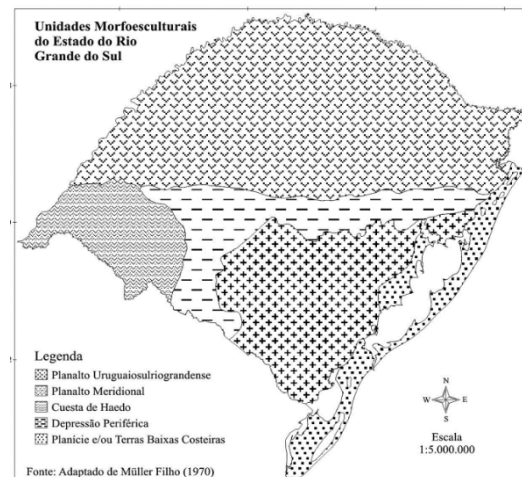 Unidades Morfoesculturais
do Estado do Rio
Grande do Sul
Legenda
Planalto Uruguaiosulriograndense
Planalto Meridional
Cuesta de Haedo
Depressão Periférica
Planície e/ou Terras Baixas Costeiras
N
W E
S
Escala
1:5.000.000
Fonte: Adaptado de Müller Filho (1970)